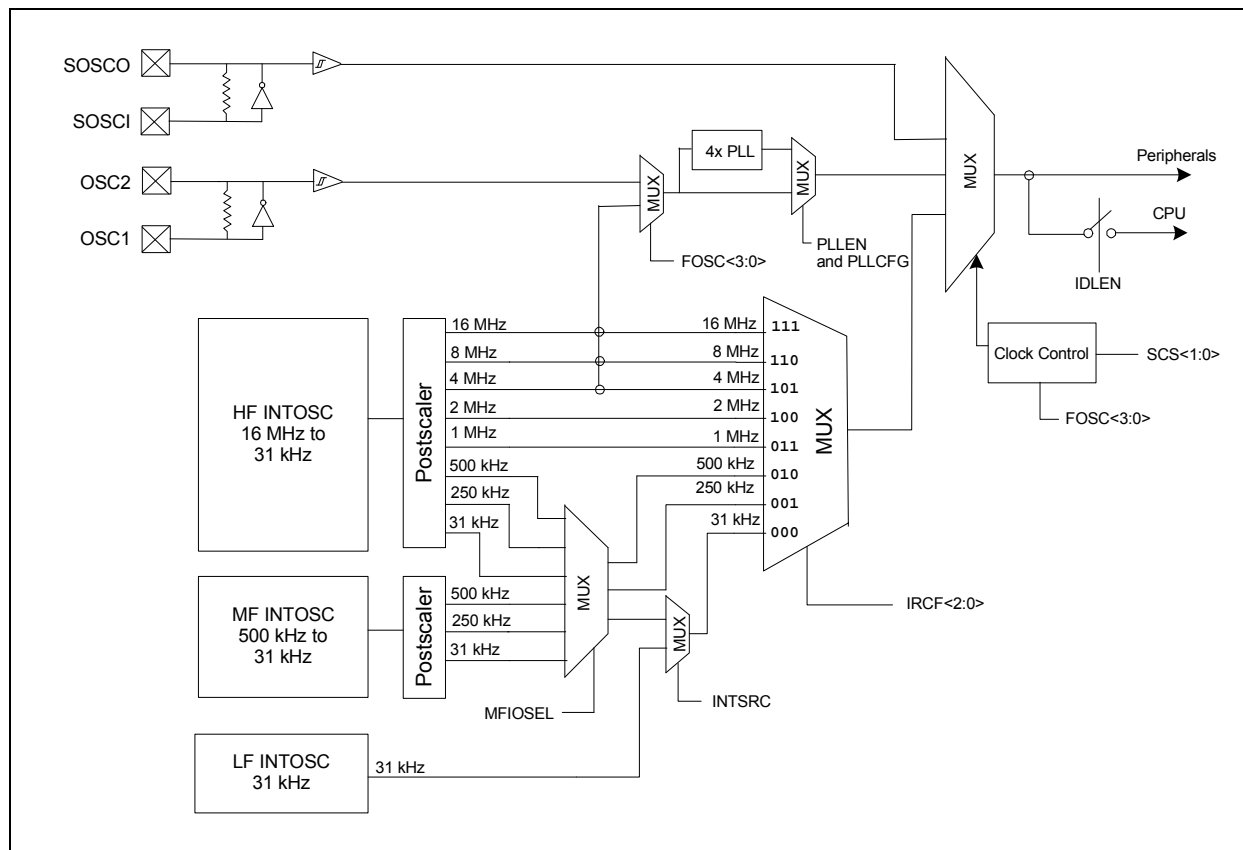 SOSCO
SOSCI
OSC2
OSC1
4x PLL
MUX
MUX
FOSC<3:0>
PLLEN
and PLLCFG
MUX
Peripherals
CPU
IDLEN
Clock Control
SCS<1:0>
FOSC<3:0>
HF INTOSC
16 MHz to
31 kHz
Postscaler
16 MHz
8 MHz
4 MHz
2 MHz
1 MHz
500 kHz
250 kHz
31 kHz
16 MHz
8 MHz
4 MHz
2 MHz
1 MHz
500 kHz
250 kHz
31 kHz
111
110
101
100
011
010
001
000
MUX
IRCF<2:0>
MF INTOSC
500 kHz to
31 kHz
Postscaler
500 kHz
250 kHz
31 kHz
MUX
MFIOSEL
MUX
INTSRC
LF INTOSC
31 kHz
31 kHz